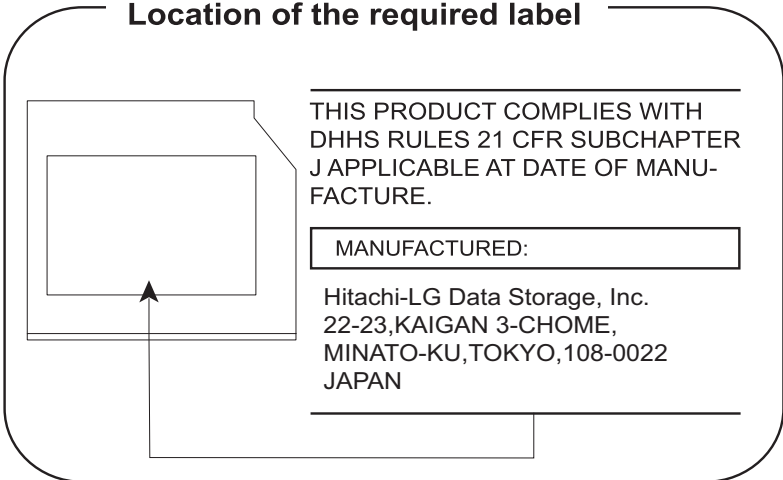 Location of the required label
THIS PRODUCT COMPLIES WITH
DHHS RULES 21 CFR SUBCHAPTER
J APPLICABLE AT DATE OF MANU-
FACTURE.
MANUFACTURED:
Hitachi-LG Data Storage, Inc.
22-23,KAIGAN 3-CHOME,
MINATO-KU,TOKYO,108-0022
JAPAN